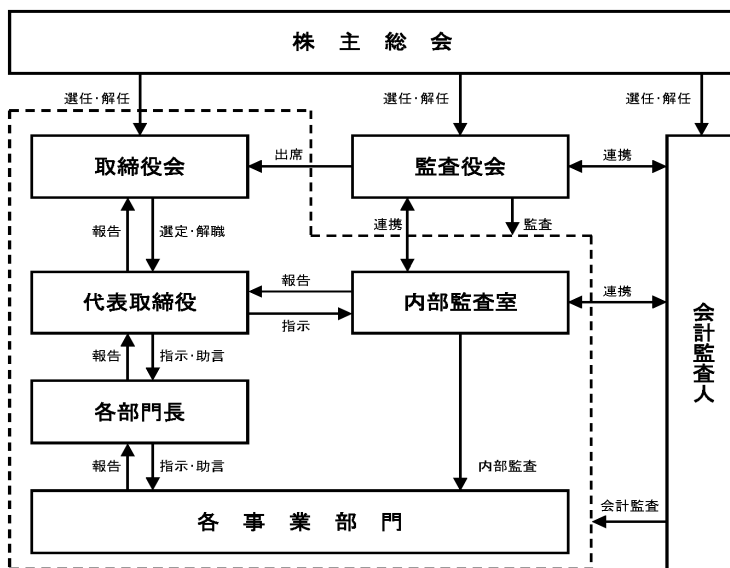 株主総会
選任・解任
選任・解任
選任・解任
取締役会
出席
監査役会
連携
報告
選定・解職
連携
監査
代表取締役
報告
指示
内部監査室
連携
会計監査人
報告
指示・助言
各部門長
報告
指示・助言
内部監査
各事業部門
会計監査